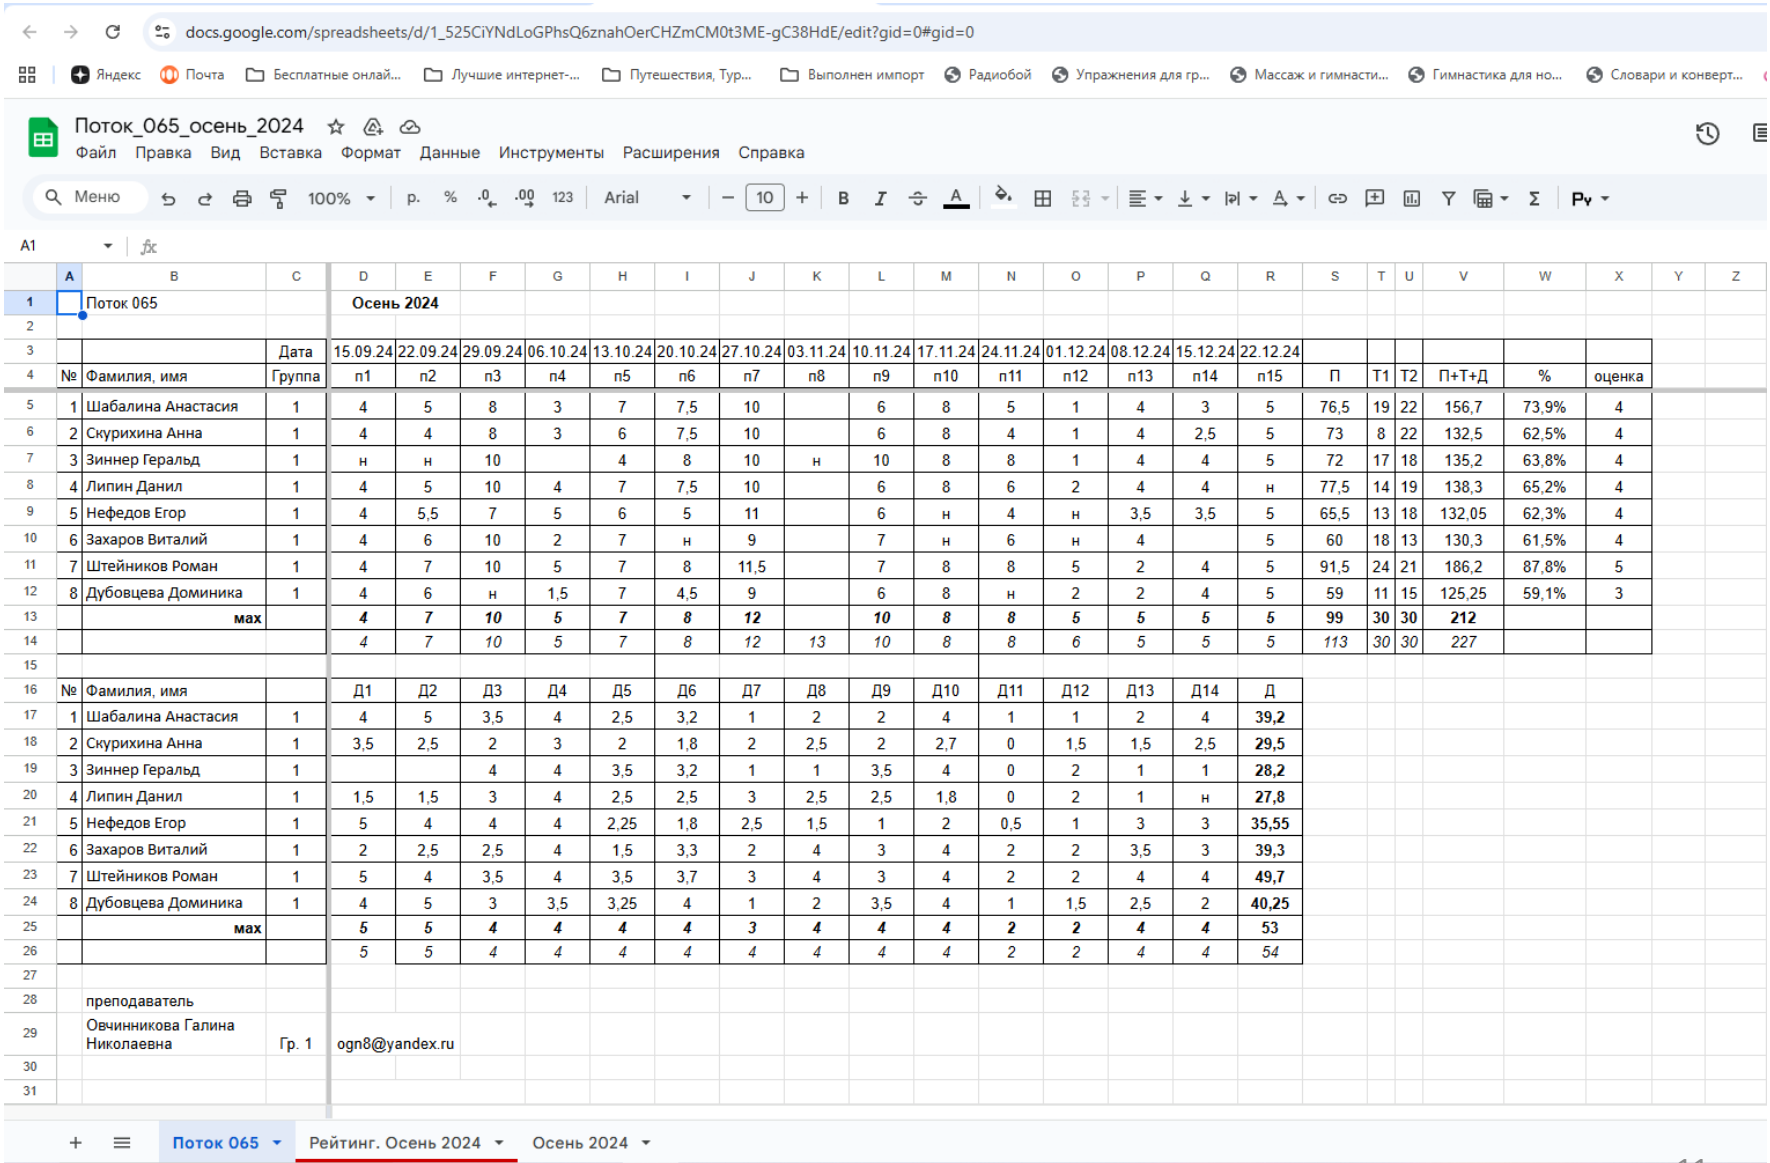 docs.google.com/spreadsheets/d/1_525CiYNdLoGPhsQ6znahOerCHZmCM0t3ME-gC38HdE/edit?gid=0#gid=0
Яндекс Почта Бесплатные онлай... Лучшие интернет-... Путешествия, Тур... Выполнен импорт Радиобой Упражнения для гр... Массаж и гимнасти... Гимнастика для но... Словари и конверт...
Поток_065_осень_2024
Файл Правка Вид Вставка Формат Данные Инструменты Расширения Справка
Меню 100% р. % .0 .00 123 Arial − 10 + B I A Σ Py
A1 fx
A B C D E F G H I J K L M N O P Q R S T U V W X Y Z
1 Поток 065 Осень 2024
2
3 Дата 15.09.24 22.09.24 29.09.24 06.10.24 13.10.24 20.10.24 27.10.24 03.11.24 10.11.24 17.11.24 24.11.24 01.12.24 08.12.24 15.12.24 22.12.24
4 № Фамилия, имя Группа п1 п2 п3 п4 п5 п6 п7 п8 п9 п10 п11 п12 п13 п14 п15 П Т1 Т2 П+Т+Д % оценка
5 1 Шабалина Анастасия 1 4 5 8 3 7 7,5 10 6 8 5 1 4 3 5 76,5 19 22 156,7 73,9% 4
6 2 Скурихина Анна 1 4 4 8 3 6 7,5 10 6 8 4 1 4 2,5 5 73 8 22 132,5 62,5% 4
7 3 Зиннер Геральд 1 н н 10 4 8 10 н 10 8 8 1 4 4 5 72 17 18 135,2 63,8% 4
8 4 Липин Данил 1 4 5 10 4 7 7,5 10 6 8 6 2 4 4 н 77,5 14 19 138,3 65,2% 4
9 5 Нефедов Егор 1 4 5,5 7 5 6 5 11 6 н 4 н 3,5 3,5 5 65,5 13 18 132,05 62,3% 4
10 6 Захаров Виталий 1 4 6 10 2 7 н 9 7 н 6 н 4 5 60 18 13 130,3 61,5% 4
11 7 Штейников Роман 1 4 7 10 5 7 8 11,5 7 8 8 5 2 4 5 91,5 24 21 186,2 87,8% 5
12 8 Дубовцева Доминика 1 4 6 н 1,5 7 4,5 9 6 8 н 2 2 4 5 59 11 15 125,25 59,1% 3
13 мах 4 7 10 5 7 8 12 10 8 8 5 5 5 5 99 30 30 212
14 4 7 10 5 7 8 12 13 10 8 8 6 5 5 5 113 30 30 227
15
16 № Фамилия, имя Д1 Д2 Д3 Д4 Д5 Д6 Д7 Д8 Д9 Д10 Д11 Д12 Д13 Д14 Д
17 1 Шабалина Анастасия 1 4 5 3,5 4 2,5 3,2 1 2 2 4 1 1 2 4 39,2
18 2 Скурихина Анна 1 3,5 2,5 2 3 2 1,8 2 2,5 2 2,7 0 1,5 1,5 2,5 29,5
19 3 Зиннер Геральд 1 4 4 3,5 3,2 1 1 3,5 4 0 2 1 1 28,2
20 4 Липин Данил 1 1,5 1,5 3 4 2,5 2,5 3 2,5 2,5 1,8 0 2 1 н 27,8
21 5 Нефедов Егор 1 5 4 4 4 2,25 1,8 2,5 1,5 1 2 0,5 1 3 3 35,55
22 6 Захаров Виталий 1 2 2,5 2,5 4 1,5 3,3 2 4 3 4 2 2 3,5 3 39,3
23 7 Штейников Роман 1 5 4 3,5 4 3,5 3,7 3 4 3 4 2 2 4 4 49,7
24 8 Дубовцева Доминика 1 4 5 3 3,5 3,25 4 1 2 3,5 4 1 1,5 2,5 2 40,25
25 мах 5 5 4 4 4 4 3 4 4 4 2 2 4 4 53
26 5 5 4 4 4 4 4 4 4 4 2 2 4 4 54
27
28 преподаватель
29 Овчинникова Галина
Николаевна Гр. 1 ogn8@yandex.ru
30
31
Поток 065 Рейтинг. Осень 2024 Осень 2024